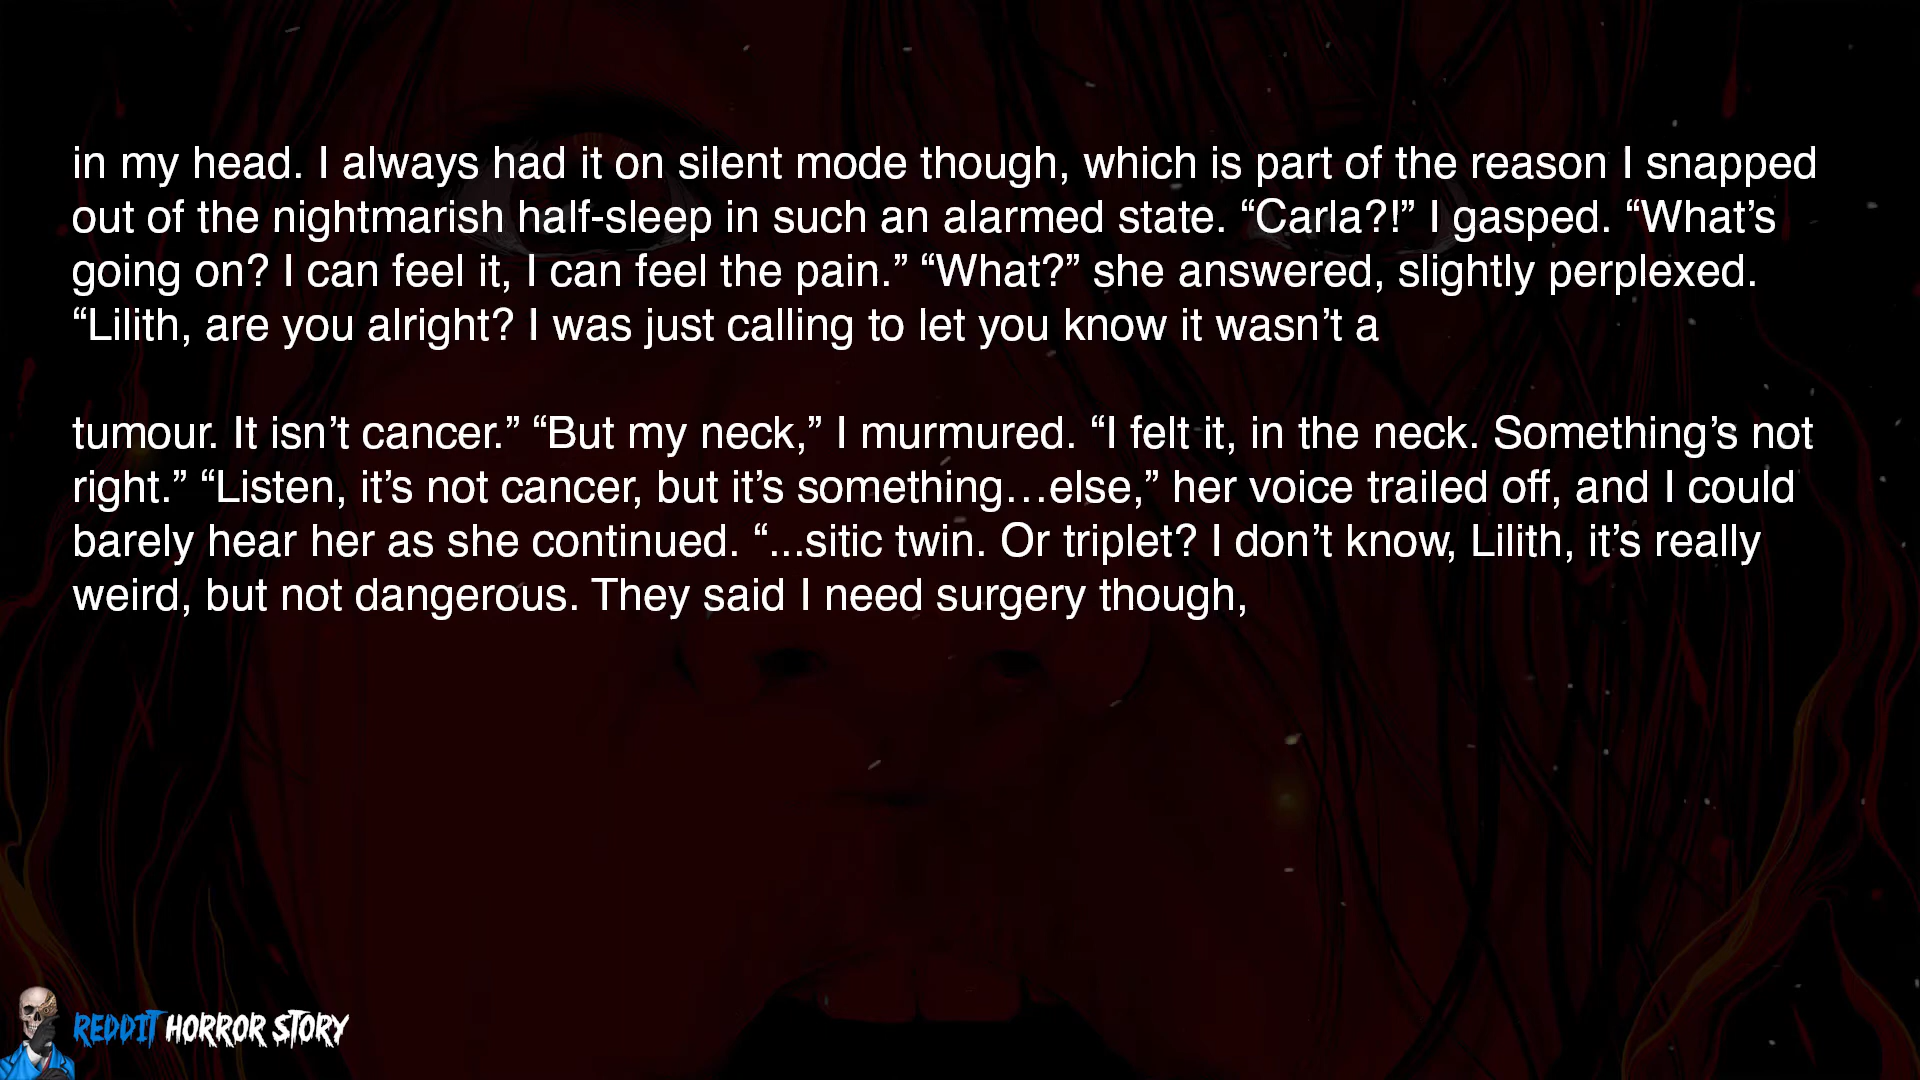 in my head. I always had it on silent mode though, which is part of the reason I snapped
out of the nightmarish half-sleep in such an alarmed state. “Carla?!” I gasped. “What’s
going on? I can feel it, I can feel the pain.” “What?” she answered, slightly perplexed.
“Lilith, are you alright? I was just calling to let you know it wasn’t a
tumour. It isn’t cancer.” “But my neck,” I murmured. “I felt it, in the neck. Something’s not
right.” “Listen, it’s not cancer, but it’s something…else,” her voice trailed off, and I could
barely hear her as she continued. “...sitic twin. Or triplet? I don’t know, Lilith, it’s really
weird, but not dangerous. They said I need surgery though,
REDDIT HORROR STORY